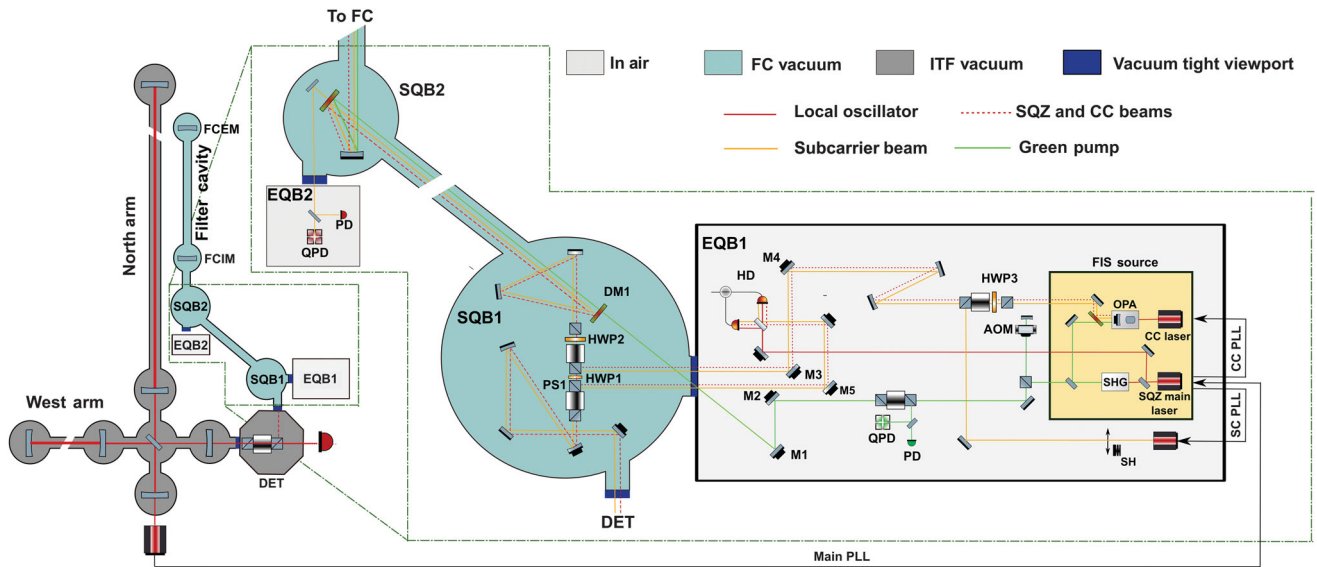 To FC
In air
FC vacuum
ITF vacuum
Vacuum tight viewport
Local oscillator
SQZ and CC beams
Subcarrier beam
Green pump
SQB2
EQB2
PD
QPD
FCEM
Filter cavity
North arm
FCIM
SQB2
EQB2
SQB1
EQB1
West arm
DET
SQB1
DM1
HWP2
HWP1
PS1
DET
EQB1
M4
HD
HWP3
FIS source
OPA
AOM
CC laser
CC PLL
M3
M5
M2
SHG
SQZ main
laser
SC PLL
QPD
PD
M1
SH
Main PLL